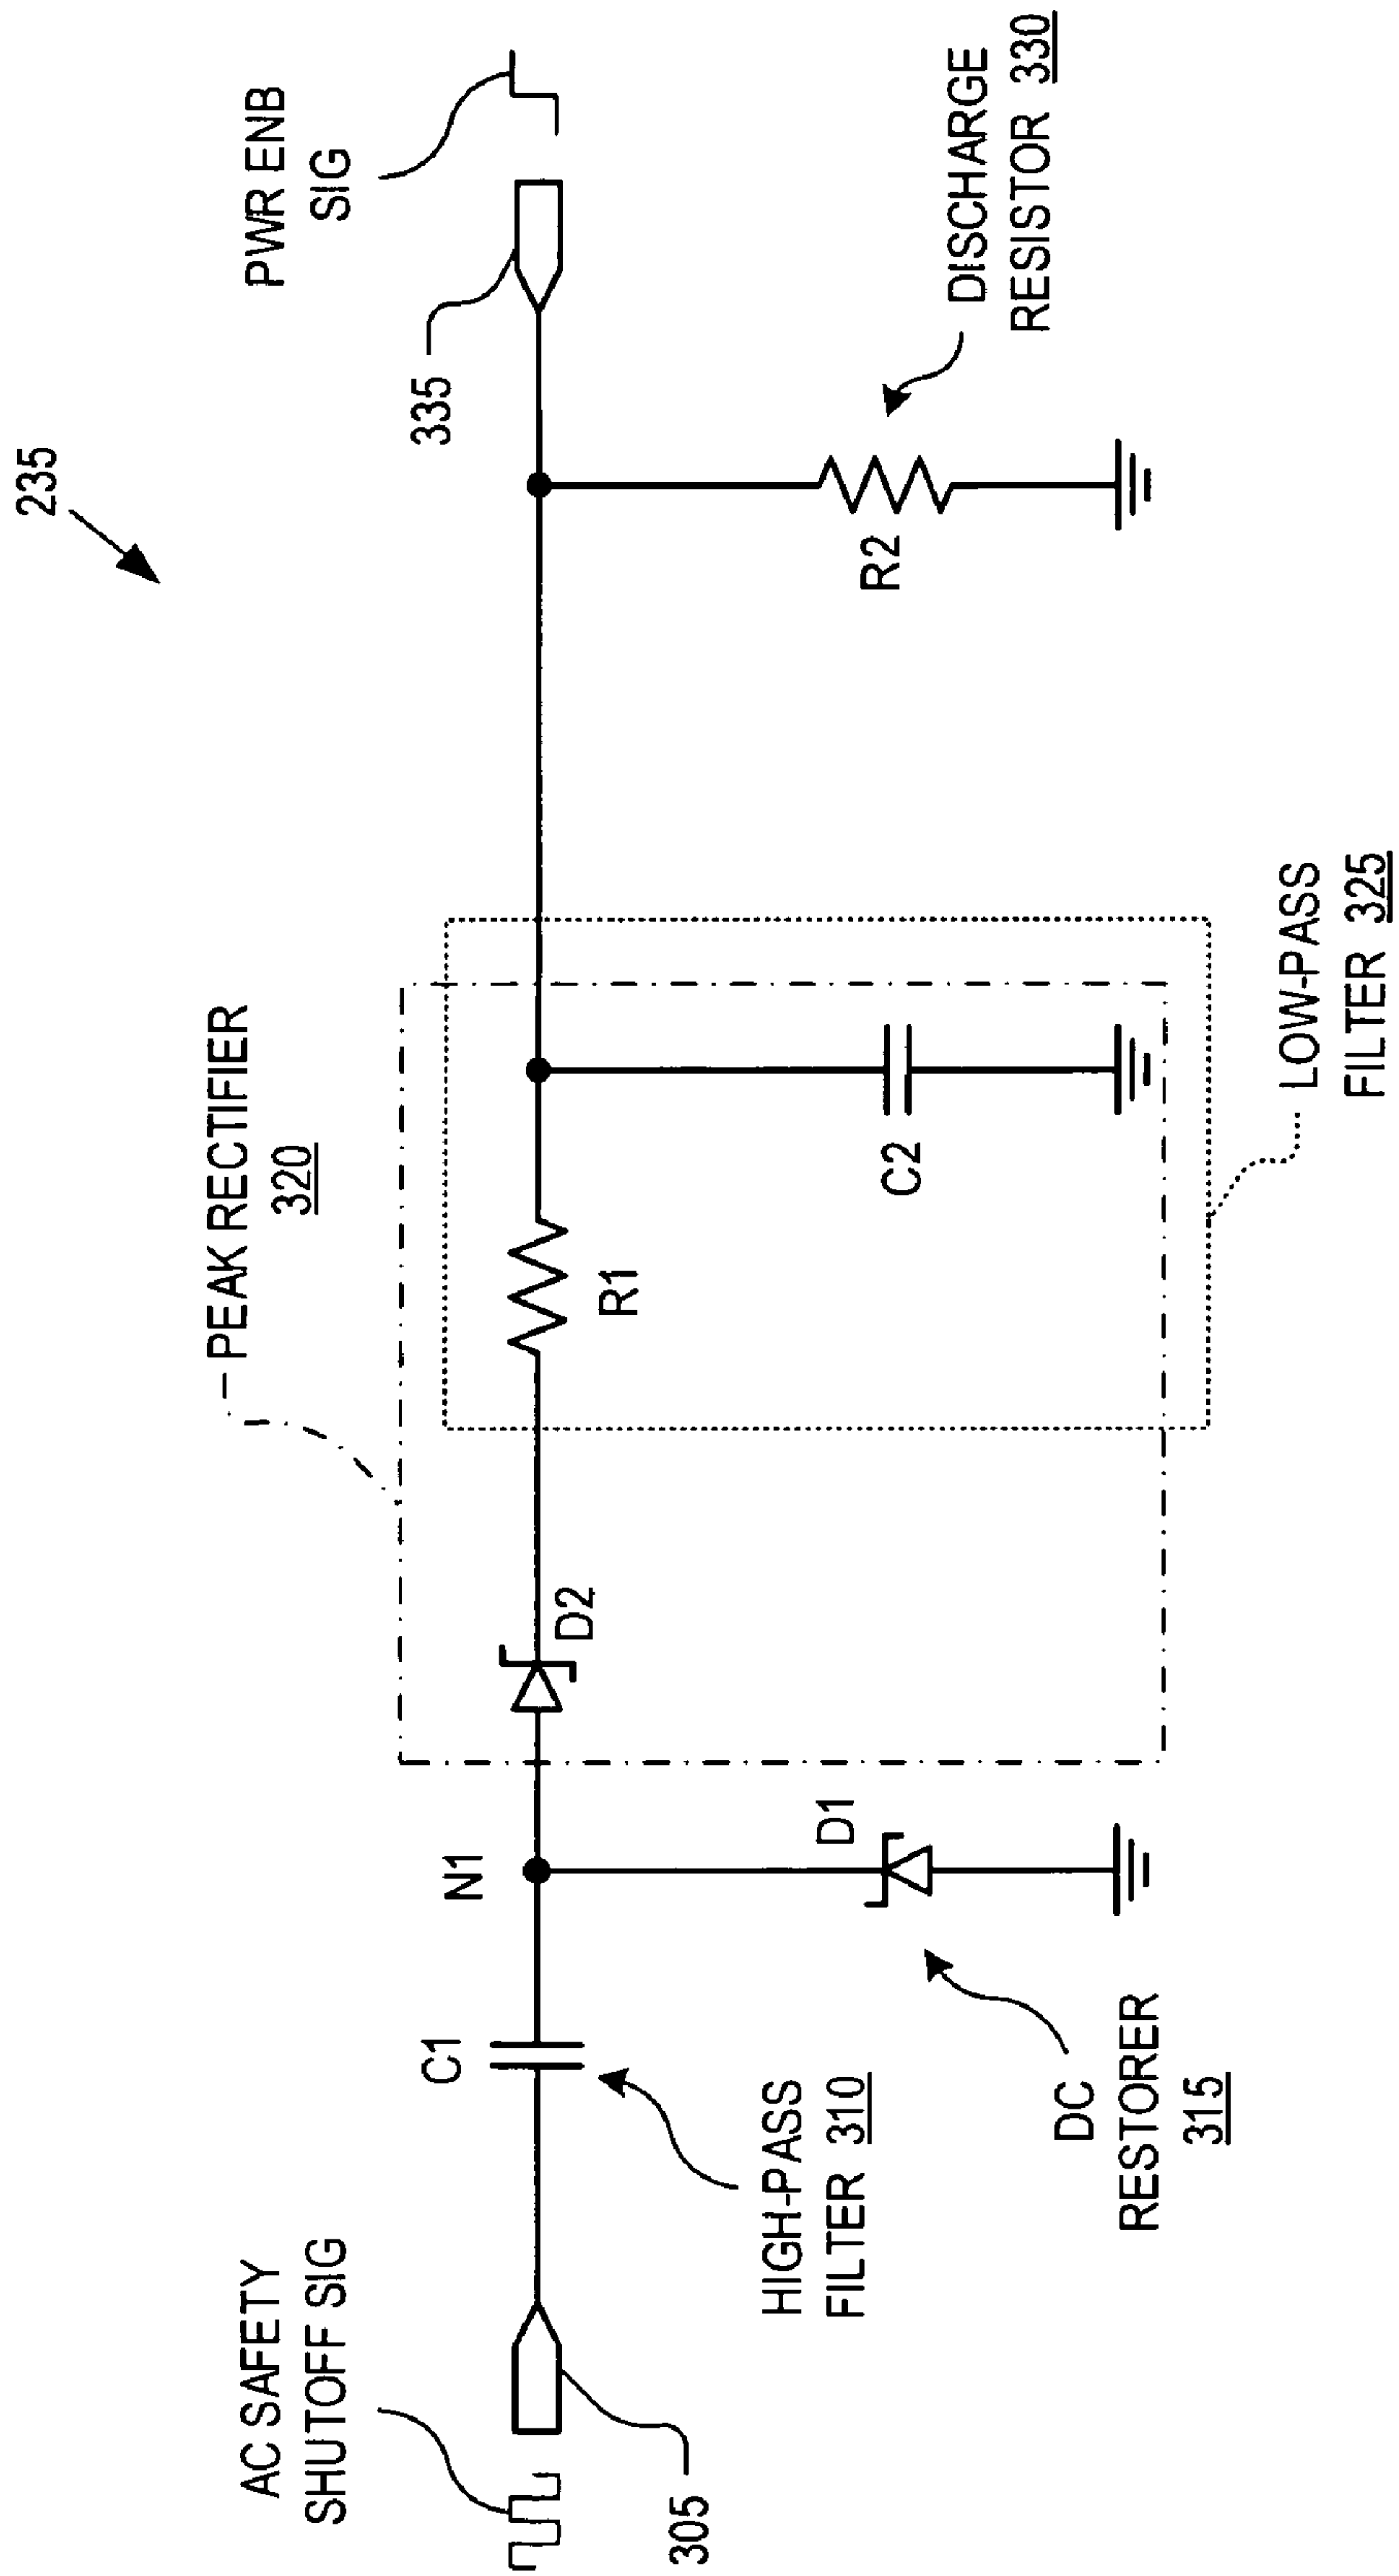 235
AC SAFETY
SHUTOFF SIG
305
C1
HIGH-PASS
FILTER 310
N1
D1
DC
RESTORER
315
PEAK RECTIFIER
320
D2
R1
C2
LOW-PASS
FILTER 325
R2
DISCHARGE
RESISTOR 330
335
PWR ENB
SIG